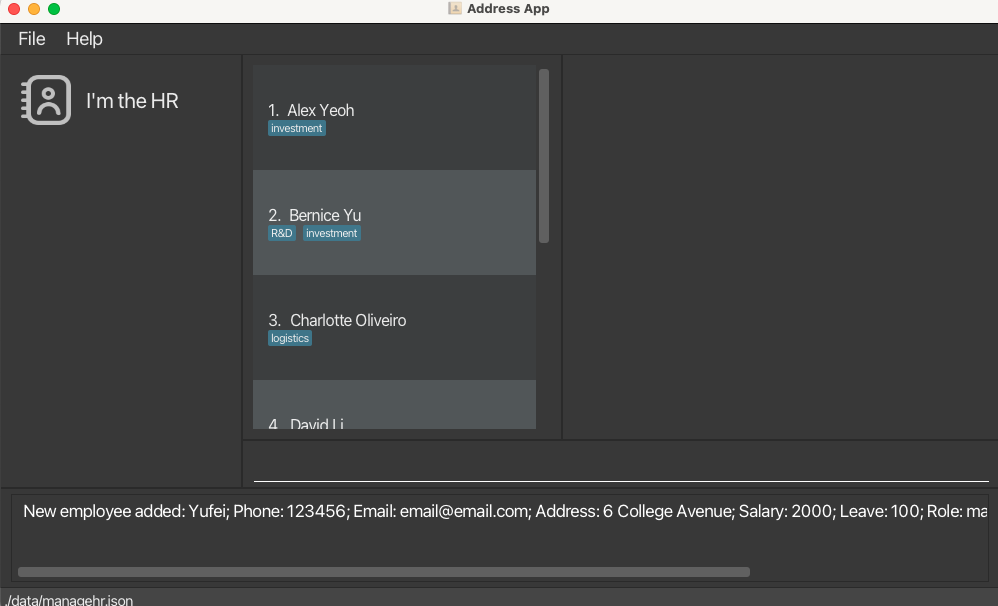 Address App
File Help
I'm the HR
1. Alex Yeoh
investment
2. Bernice Yu
R&D investment
3. Charlotte Oliveiro
logistics
4. David Li
New employee added: Yufei; Phone: 123456; Email: email@email.com; Address: 6 College Avenue; Salary: 2000; Leave: 100; Role: ma
./data/managehr.json